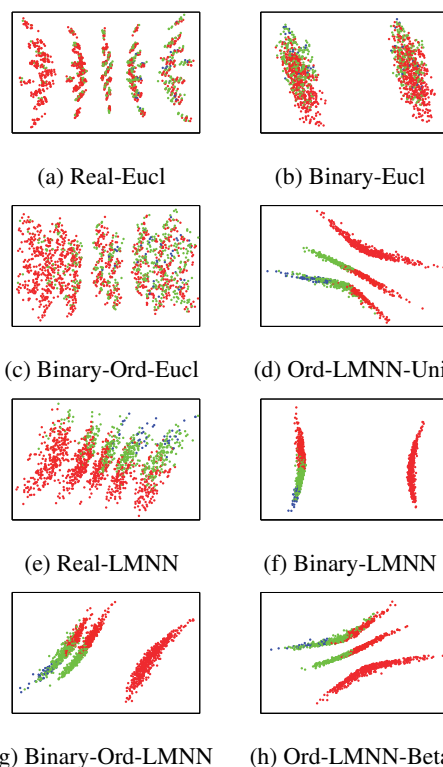 (a) Real-Eucl (b) Binary-Eucl
(c) Binary-Ord-Eucl (d) Ord-LMNN-Uni
(e) Real-LMNN (f) Binary-LMNN
g) Binary-Ord-LMNN (h) Ord-LMNN-Beta